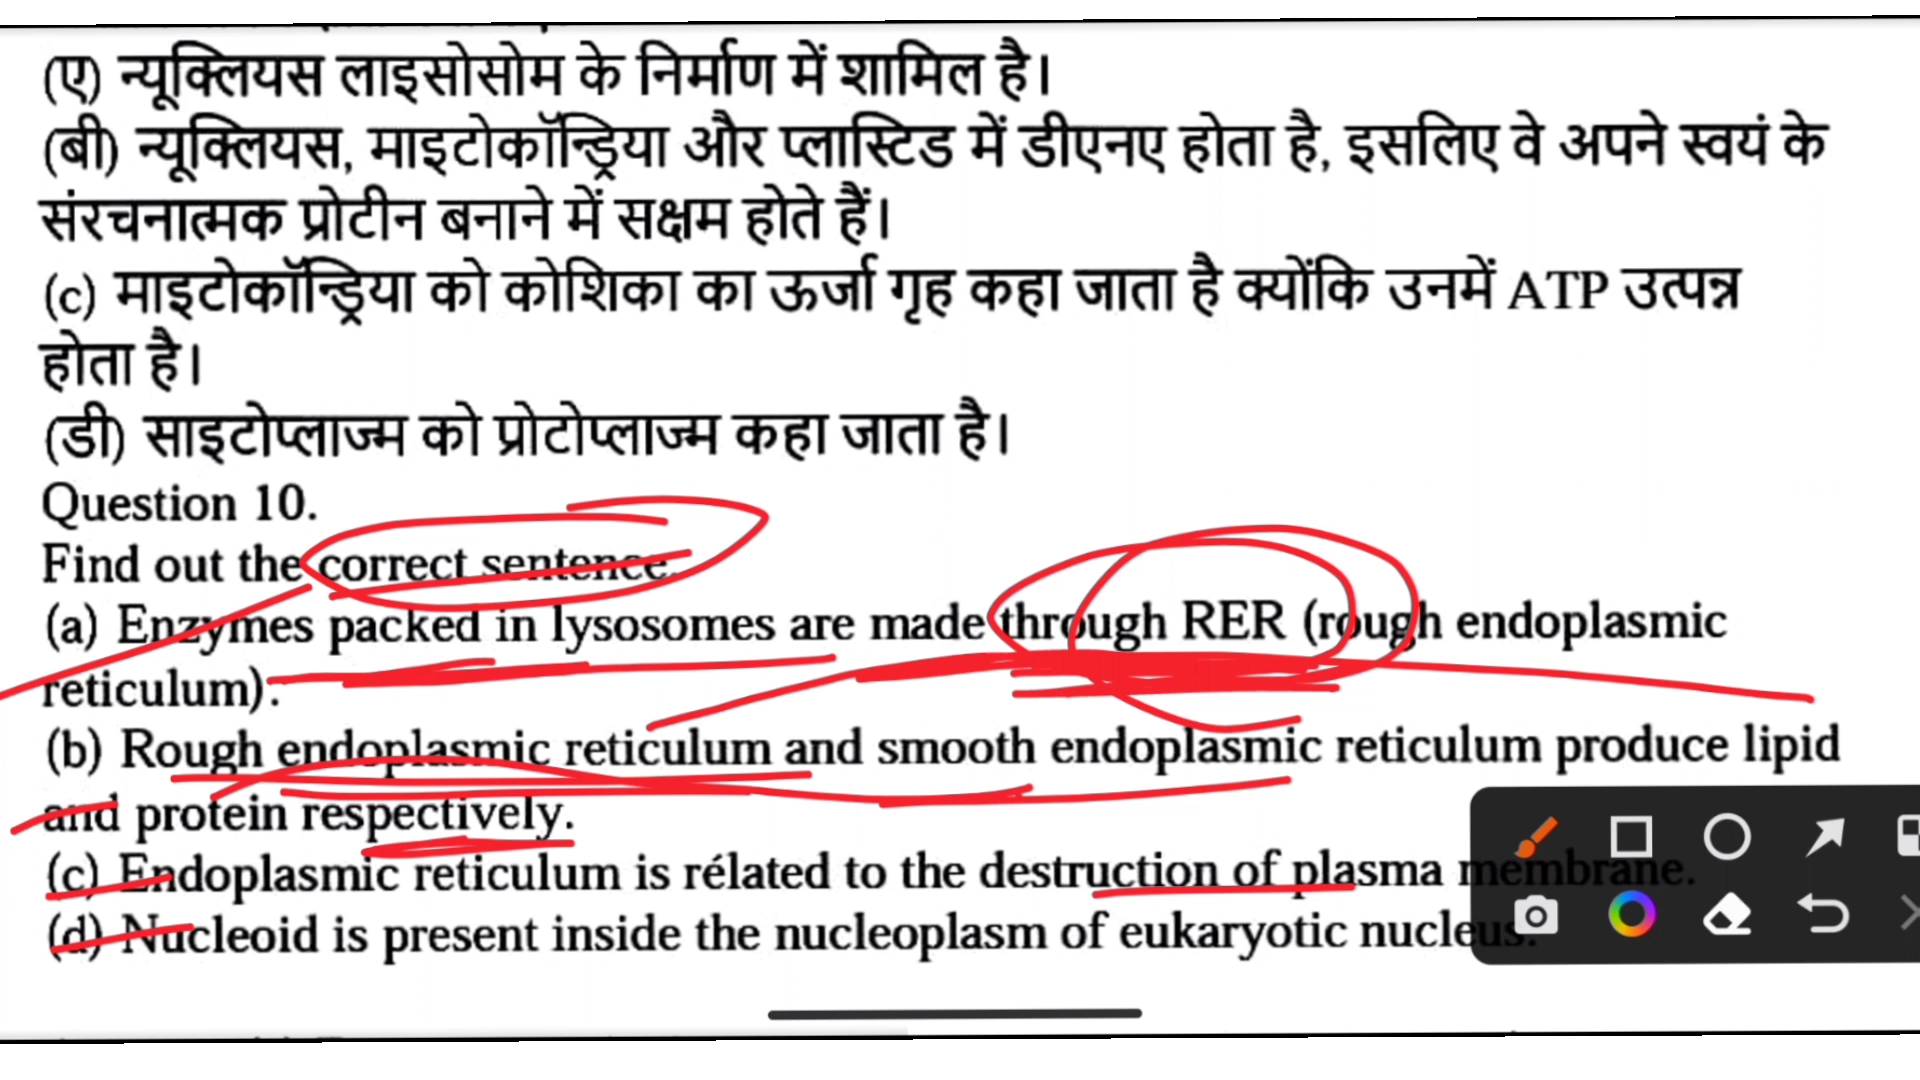 (ए) न्यूक्लियस लाइसोसोम के निर्माण में शामिल है।
(बी) न्यूक्लियस, माइटोकॉन्ड्रिया और प्लास्टिड में डीएनए होता है, इसलिए वे अपने स्वयं के
संरचनात्मक प्रोटीन बनाने में सक्षम होते हैं।
(c) माइटोकॉन्ड्रिया को कोशिका का ऊर्जा गृह कहा जाता है क्योंकि उनमें ATP उत्पन्न
होता है।
(डी) साइटोप्लाज्म को प्रोटोप्लाज्म कहा जाता है।
Question 10.
Find out the correct sentence.
(a) Enzymes packed in lysosomes are made through RER (rough endoplasmic
reticulum).
(b) Rough endoplasmic reticulum and smooth endoplasmic reticulum produce lipid
and protein respectively.
(c) Endoplasmic reticulum is rélated to the destruction of plasma membrane.
(d) Nucleoid is present inside the nucleoplasm of eukaryotic nucleus.